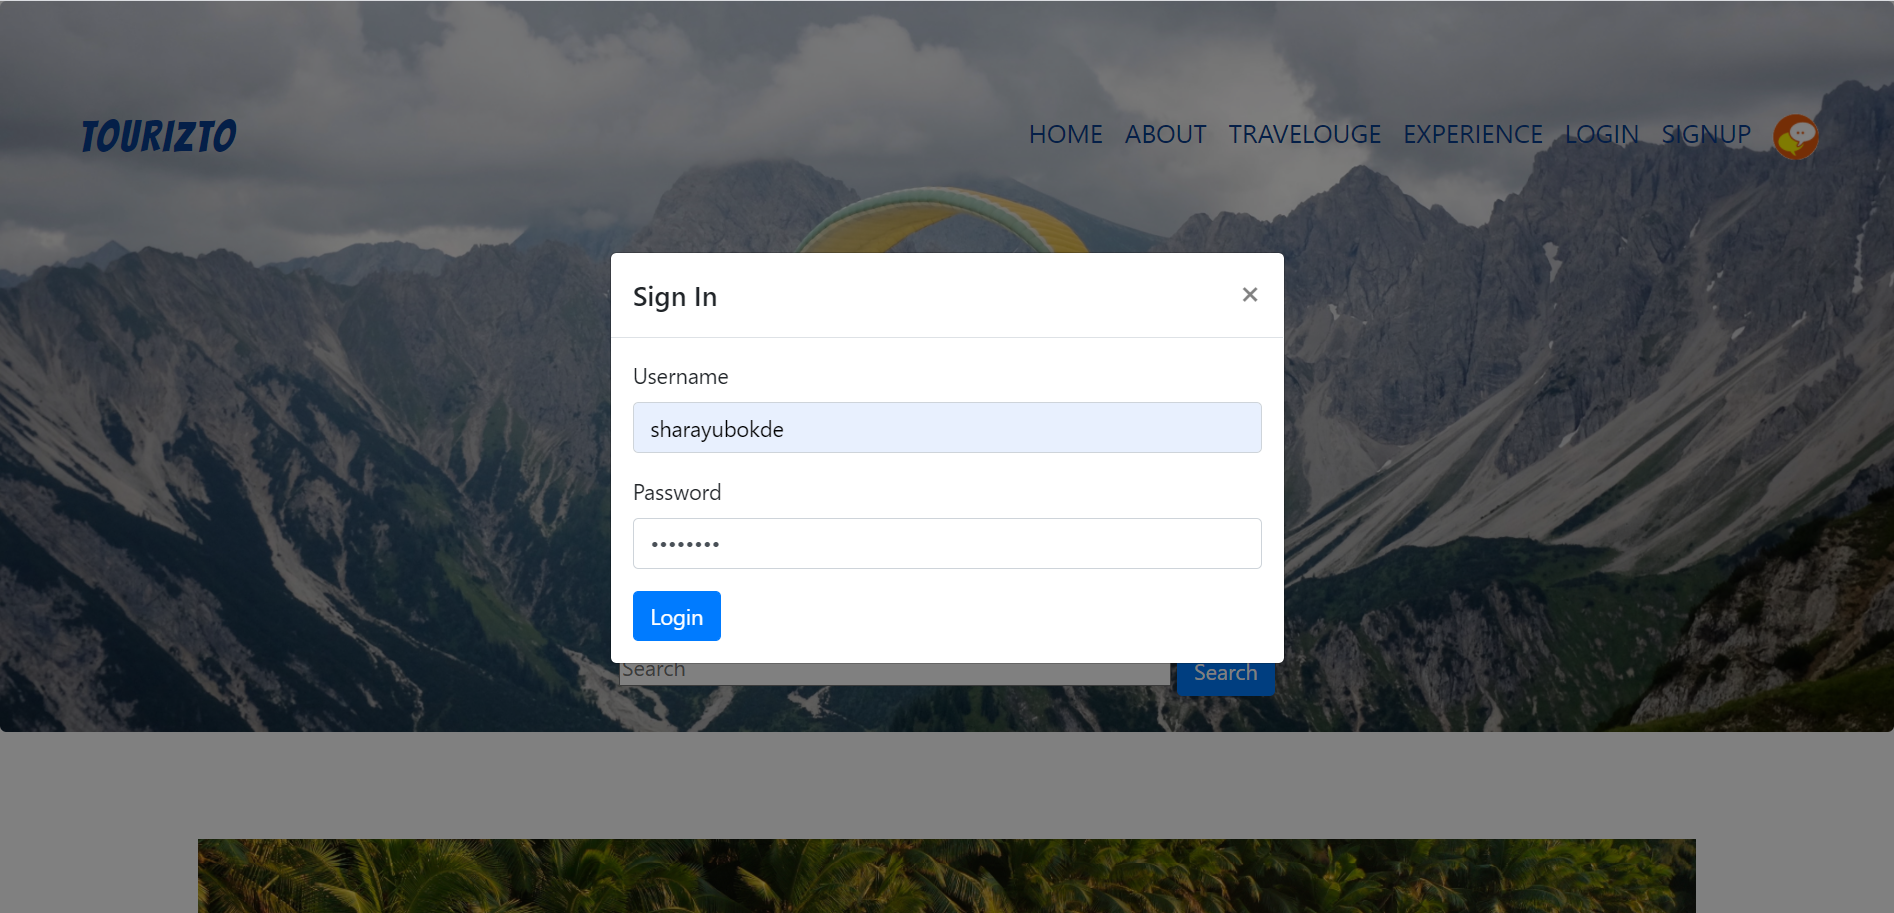 TOURIZTO
HOME ABOUT TRAVELOUGE EXPERIENCE LOGIN SIGNUP
Sign In ×
Username
sharayubokde
Password
••••••••
Login
Search Search